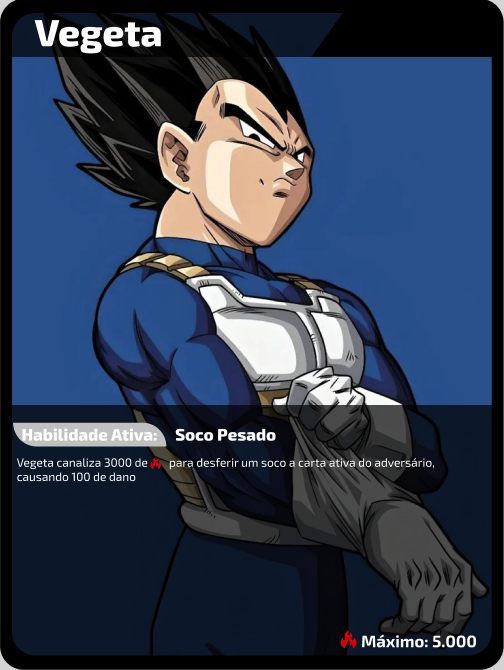 Vegeta
Habilidade Ativa: Soco Pesado
Vegeta canaliza 3000 de para desferir um soco a carta ativa do adversário,
causando 100 de dano
Máximo: 5.000